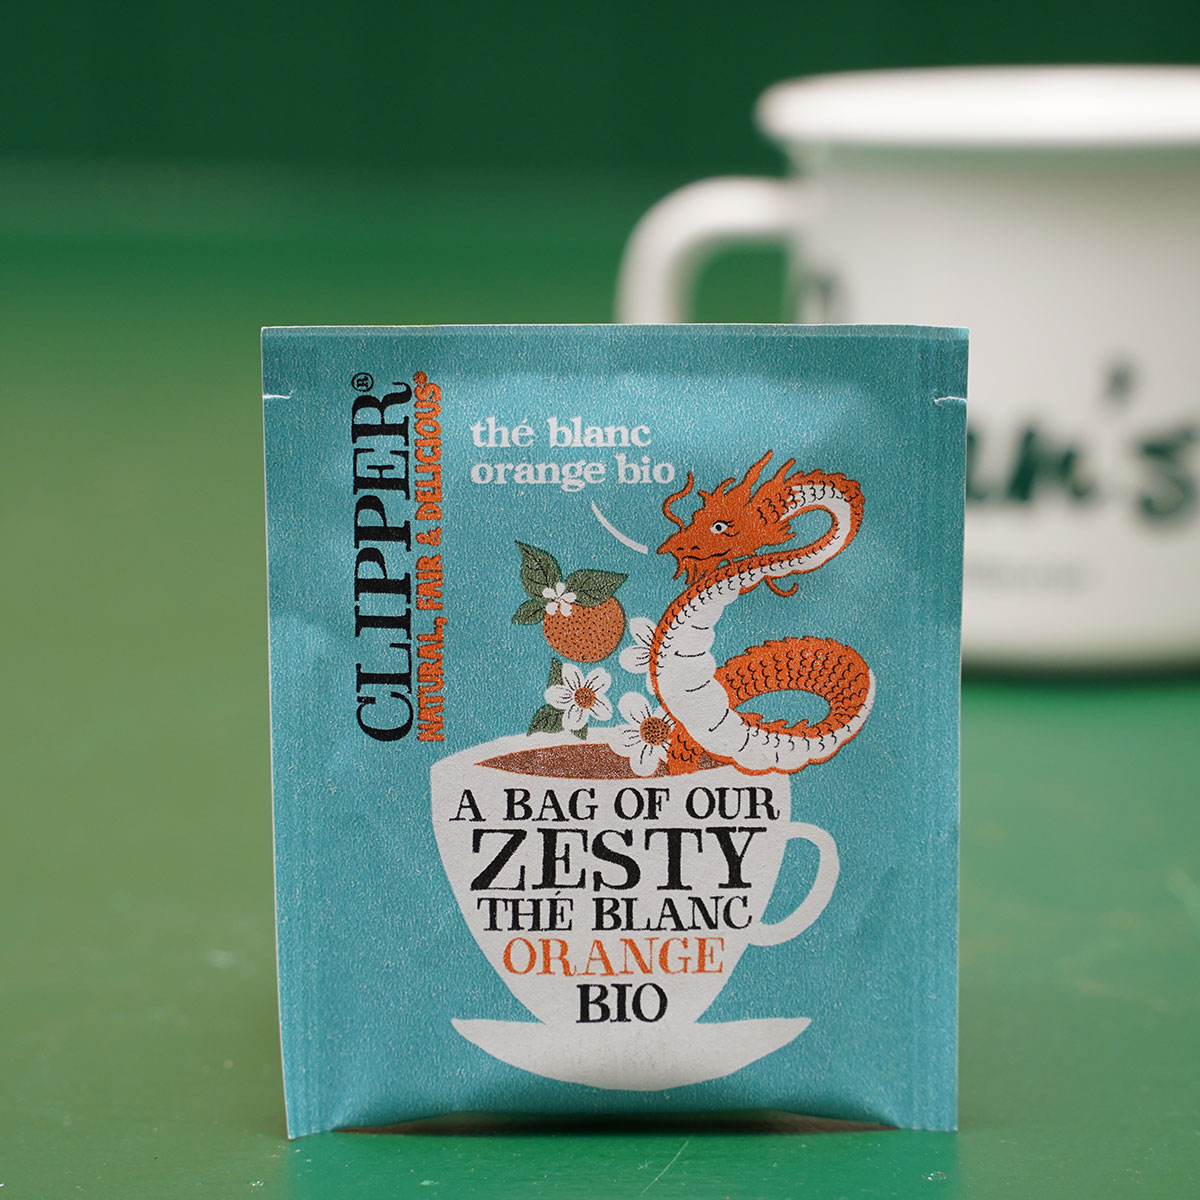 CLIPPER®
NATURAL, FAIR & DELICIOUS
thé blanc
orange bio
A BAG OF OUR
ZESTY
THÉ BLANC
ORANGE
BIO